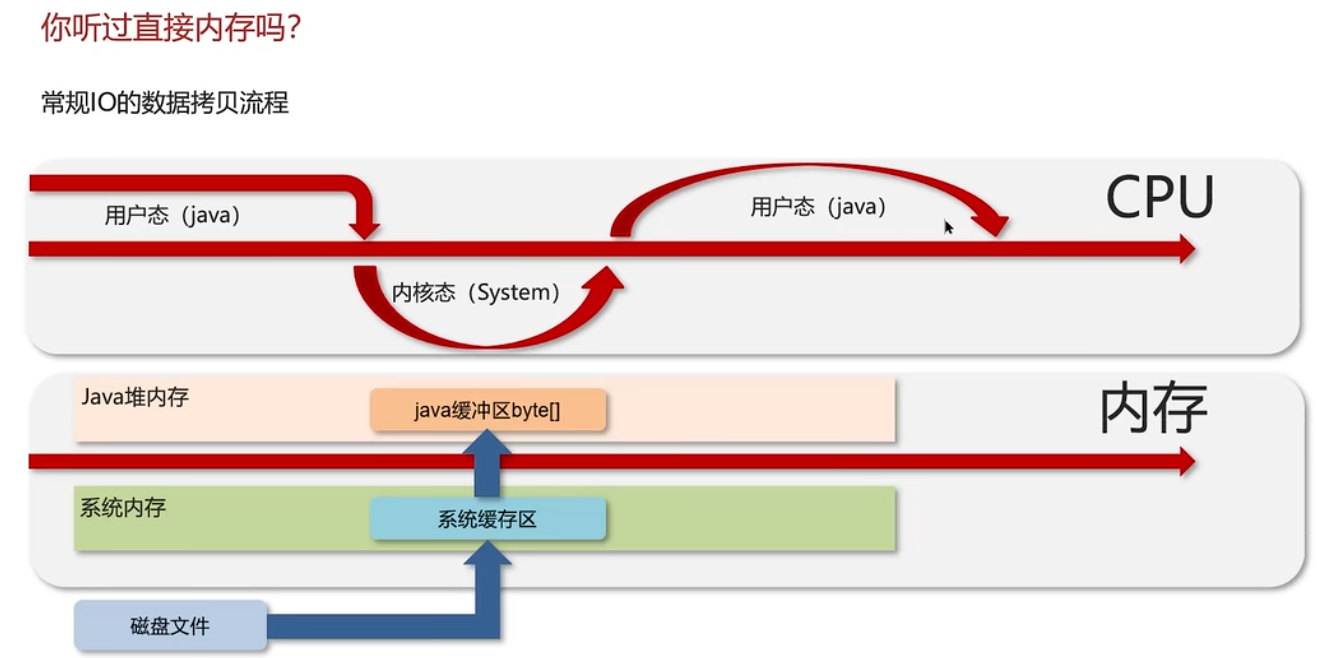 你听过直接内存吗？
常规IO的数据拷贝流程
CPU
用户态（java）
用户态（java）
内核态（System）
Java堆内存
java缓冲区byte[]
内存
系统内存
系统缓存区
磁盘文件